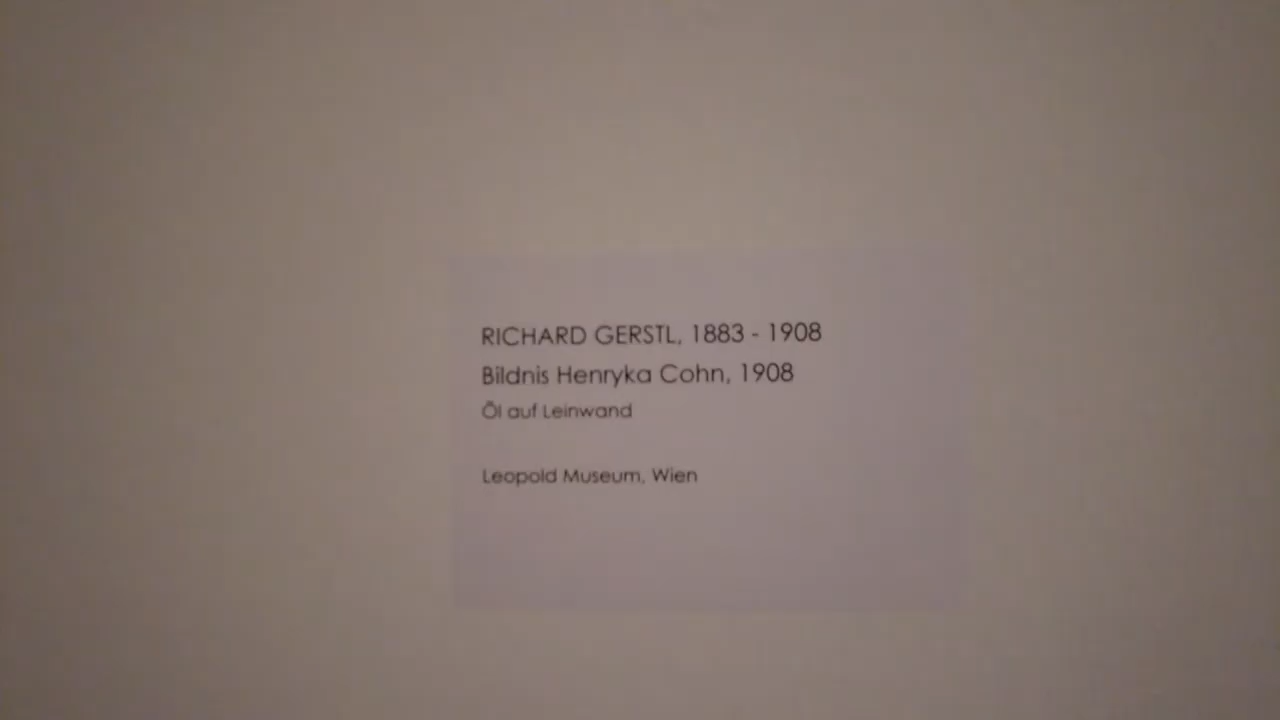 RICHARD GERSTL, 1883 - 1908
Bildnis Henryka Cohn, 1908
Öl auf Leinwand
Leopold Museum, Wien